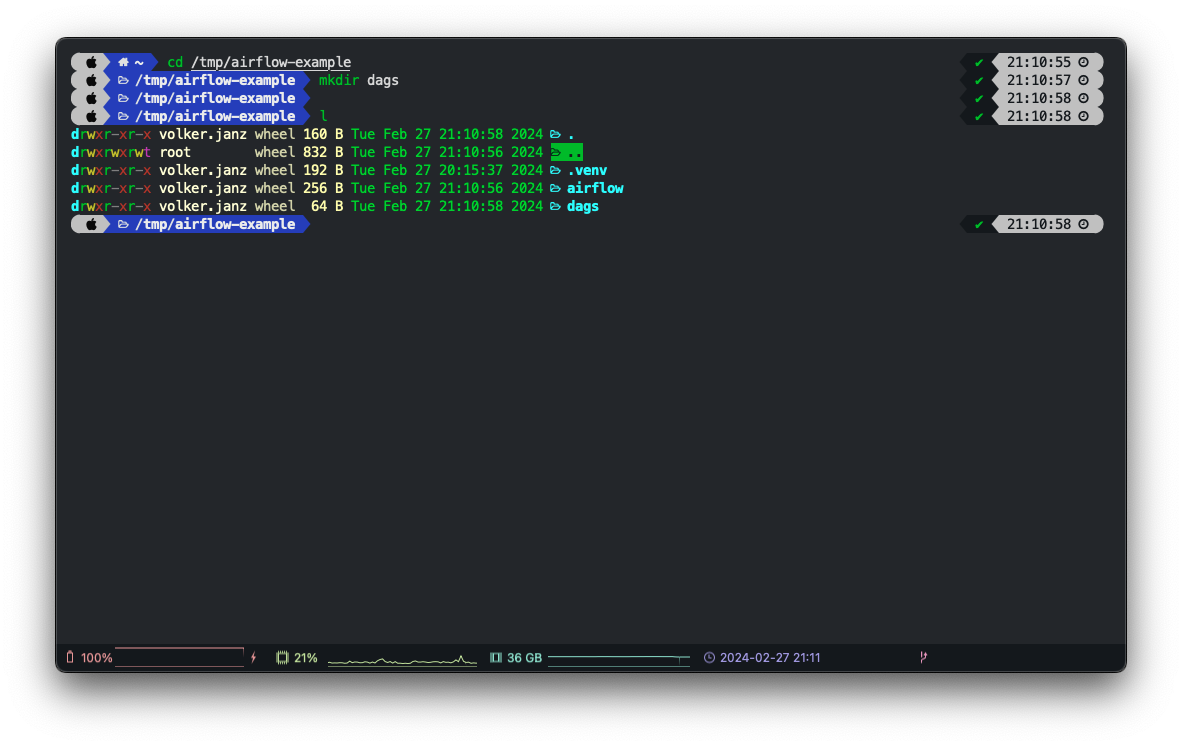 ~ cd /tmp/airflow-example ✔ 21:10:55
/tmp/airflow-example mkdir dags ✔ 21:10:57
/tmp/airflow-example ✔ 21:10:58
/tmp/airflow-example l ✔ 21:10:58
drwxr-xr-x volker.janz wheel 160 B Tue Feb 27 21:10:58 2024 .
drwxrwxrwt root wheel 832 B Tue Feb 27 21:10:56 2024 ..
drwxr-xr-x volker.janz wheel 192 B Tue Feb 27 20:15:37 2024 .venv
drwxr-xr-x volker.janz wheel 256 B Tue Feb 27 21:10:56 2024 airflow
drwxr-xr-x volker.janz wheel 64 B Tue Feb 27 21:10:58 2024 dags
/tmp/airflow-example ✔ 21:10:58
100% 21% 36 GB 2024-02-27 21:11